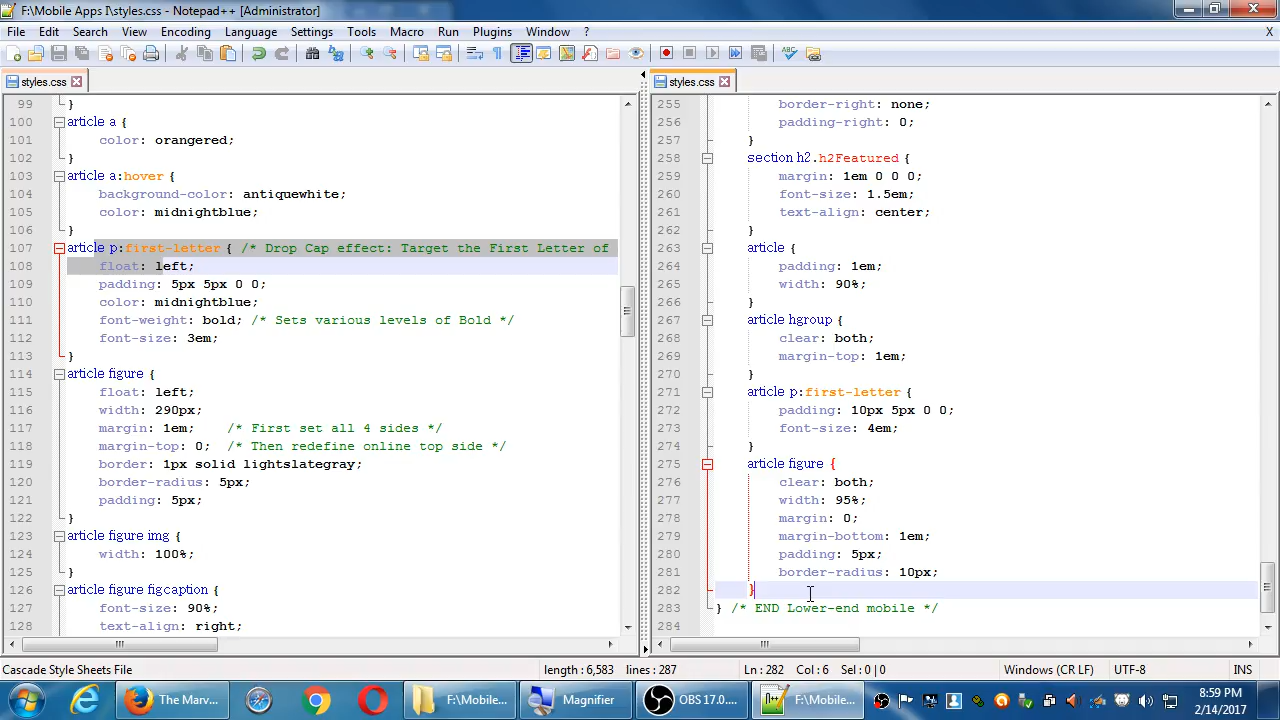 F:\Mobile Apps I\styles.css - Notepad++ [Administrator]
File Edit Search View Encoding Language Settings Tools Macro Run Plugins Window ? X
styles.css
99 }
100 article a {
101 color: orangered;
102 }
103 article a:hover {
104 background-color: antiquewhite;
105 color: midnightblue;
106 }
107 article p:first-letter { /* Drop Cap effect: Target the First Letter of
108 float: left;
109 padding: 5px 5px 0 0;
110 color: midnightblue;
111 font-weight: bold; /* Sets various levels of Bold */
112 font-size: 3em;
113 }
114 article figure {
115 float: left;
116 width: 290px;
117 margin: 1em; /* First set all 4 sides */
118 margin-top: 0; /* Then redefine online top side */
119 border: 1px solid lightslategray;
120 border-radius: 5px;
121 padding: 5px;
122 }
123 article figure img {
124 width: 100%;
125 }
126 article figure figcaption {
127 font-size: 90%;
128 text-align: right;
styles.css
255 border-right: none;
256 padding-right: 0;
257 }
258 section h2.h2Featured {
259 margin: 1em 0 0 0;
260 font-size: 1.5em;
261 text-align: center;
262 }
263 article {
264 padding: 1em;
265 width: 90%;
266 }
267 article hgroup {
268 clear: both;
269 margin-top: 1em;
270 }
271 article p:first-letter {
272 padding: 10px 5px 0 0;
273 font-size: 4em;
274 }
275 article figure {
276 clear: both;
277 width: 95%;
278 margin: 0;
279 margin-bottom: 1em;
280 padding: 5px;
281 border-radius: 10px;
282 }
283 } /* END Lower-end mobile */
284
Cascade Style Sheets File length : 6,583 lines : 287 Ln : 282 Col : 6 Sel : 0 | 0 Windows (CR LF) UTF-8 INS
The Marv... F:\Mobile... Magnifier OBS 17.0.... F:\Mobile... 8:59 PM
2/14/2017